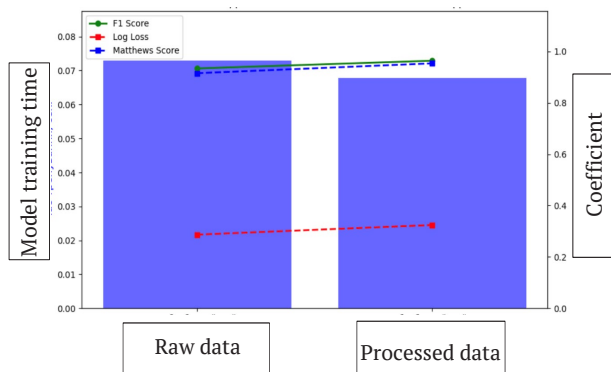 F1 Score
Log Loss
Matthews Score
0.08
0.07
0.06
0.05
0.04
0.03
0.02
0.01
0.00
Model training time
1.0
0.8
0.6
0.4
0.2
0.0
Coefficient
Raw data
Processed data